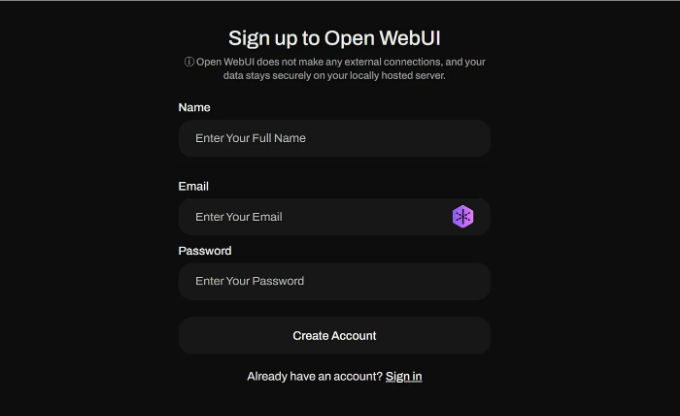 Sign up to Open WebUI
ⓘ Open WebUI does not make any external connections, and your
data stays securely on your locally hosted server.
Name
Enter Your Full Name
Email
Enter Your Email
Password
Enter Your Password
Create Account
Already have an account? Sign in